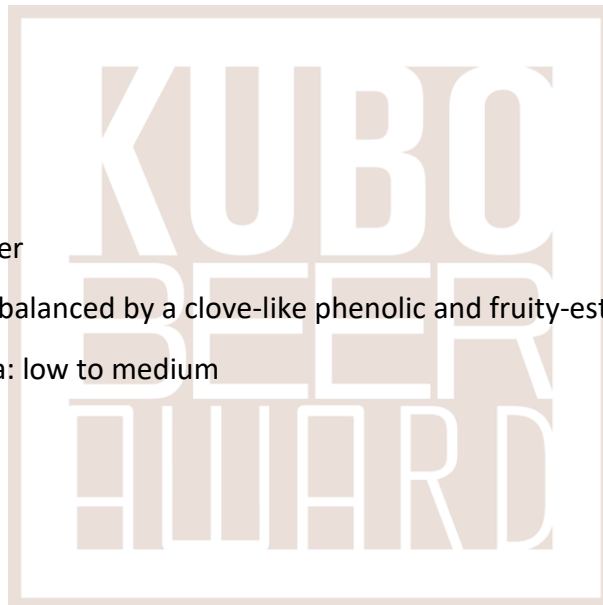 KUBO
er
BEER
balanced by a clove-like phenolic and fruity-est
a: low to medium
AWARD